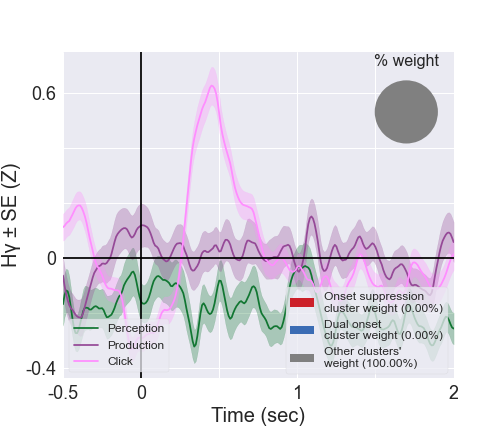 % weight
Hγ ± SE (Z)
0.6
0
-0.4
Perception
Production
Click
Onset suppression
cluster weight (0.00%)
Dual onset
cluster weight (0.00%)
Other clusters'
weight (100.00%)
-0.5
0
1
2
Time (sec)